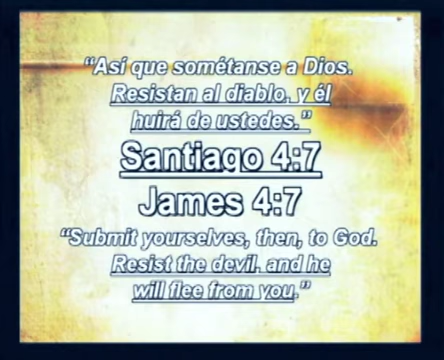 “Así que sométanse a Dios.
Resistan al diablo, y él
huirá de ustedes.”
Santiago 4:7
James 4:7
“Submit yourselves, then, to God.
Resist the devil, and he
will flee from you.”